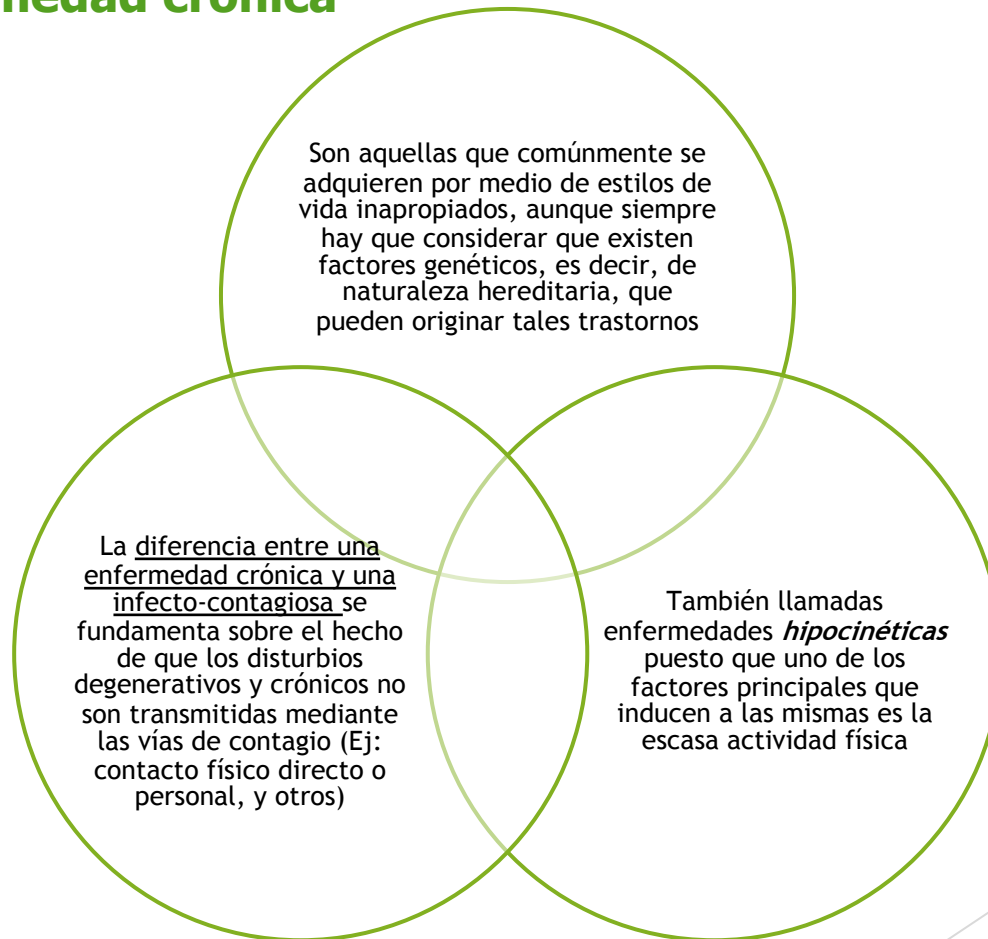 medad crónica
Son aquellas que comúnmente se
adquieren por medio de estilos de
vida inapropiados, aunque siempre
hay que considerar que existen
factores genéticos, es decir, de
naturaleza hereditaria, que
pueden originar tales trastornos
La diferencia entre una
enfermedad crónica y una
infecto-contagiosa se
fundamenta sobre el hecho
de que los disturbios
degenerativos y crónicos no
son transmitidas mediante
las vías de contagio (Ej:
contacto físico directo o
personal, y otros)
También llamadas
enfermedades hipocinéticas
puesto que uno de los
factores principales que
inducen a las mismas es la
escasa actividad física